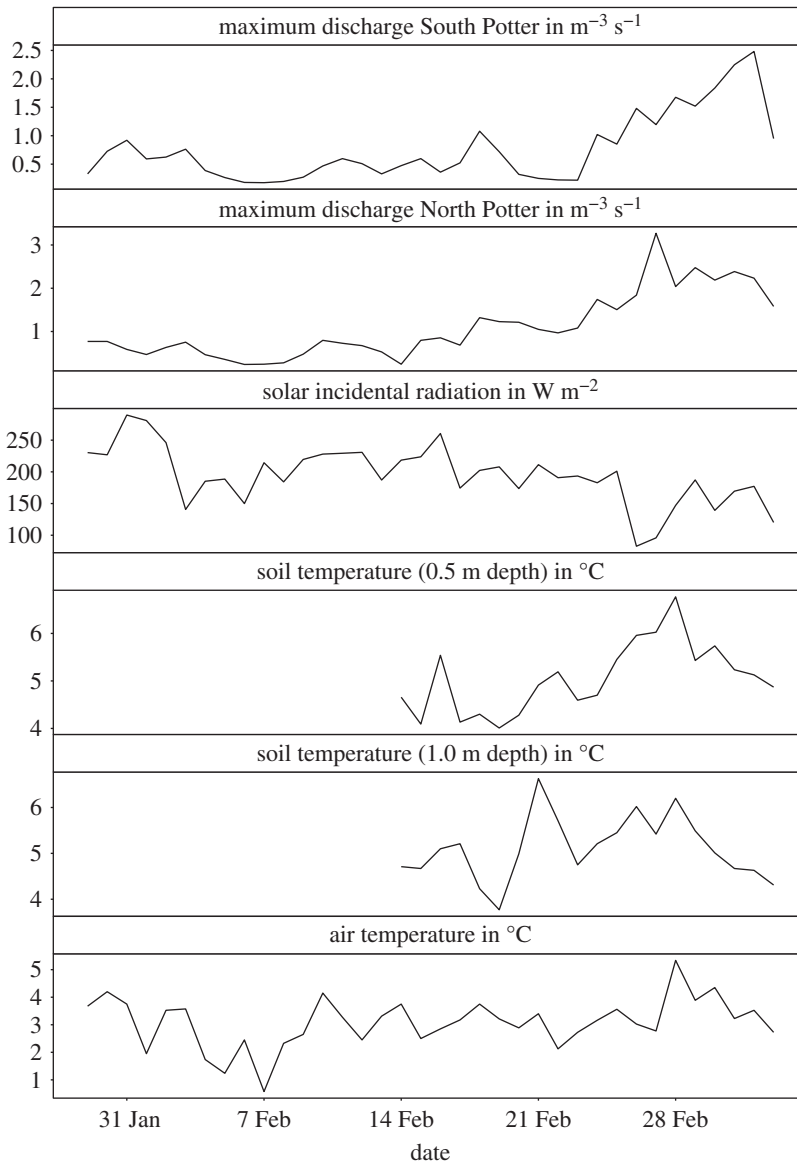 maximum discharge South Potter in m⁻³ s⁻¹
2.5
2.0
1.5
1.0
0.5
maximum discharge North Potter in m⁻³ s⁻¹
3
2
1
solar incidental radiation in W m⁻²
250
200
150
100
soil temperature (0.5 m depth) in °C
6
5
4
soil temperature (1.0 m depth) in °C
6
5
4
air temperature in °C
5
4
3
2
1
31 Jan 7 Feb 14 Feb 21 Feb 28 Feb
date